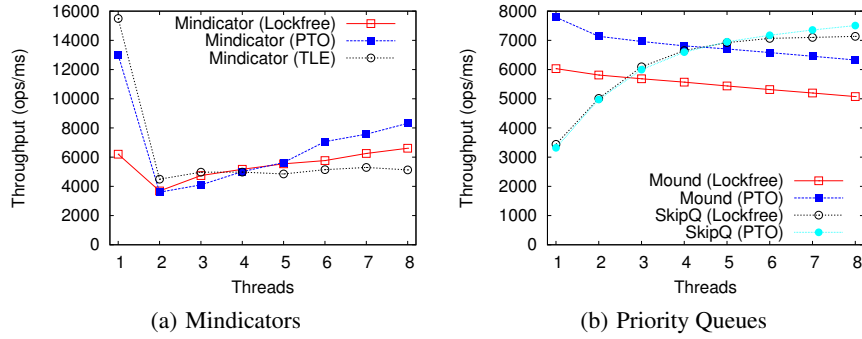 Throughput (ops/ms)
16000
14000
12000
10000
8000
6000
4000
2000
0
Mindicator (Lockfree)
Mindicator (PTO)
Mindicator (TLE)
1 2 3 4 5 6 7 8
Threads
(a) Mindicators
Throughput (ops/ms)
8000
7000
6000
5000
4000
3000
2000
1000
0
Mound (Lockfree)
Mound (PTO)
SkipQ (Lockfree)
SkipQ (PTO)
1 2 3 4 5 6 7 8
Threads
(b) Priority Queues